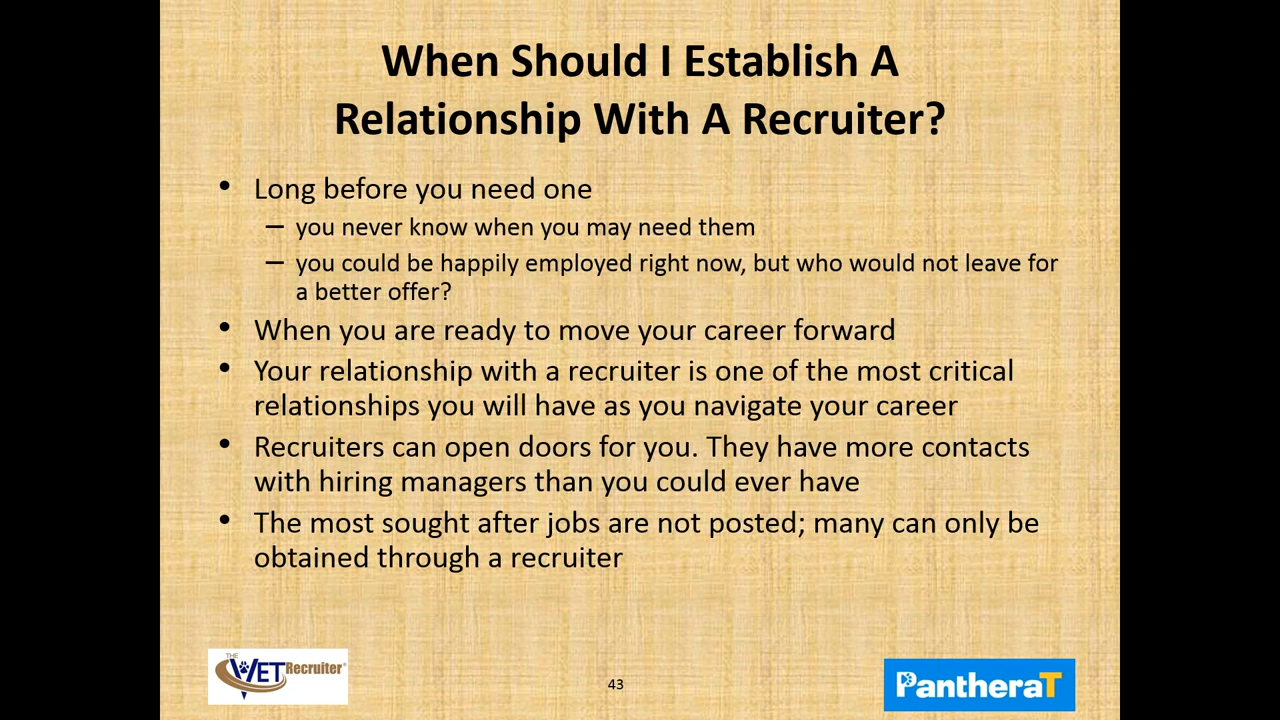 When Should I Establish A
Relationship With A Recruiter?
• Long before you need one
– you never know when you may need them
– you could be happily employed right now, but who would not leave for
a better offer?
• When you are ready to move your career forward
• Your relationship with a recruiter is one of the most critical
relationships you will have as you navigate your career
• Recruiters can open doors for you. They have more contacts
with hiring managers than you could ever have
• The most sought after jobs are not posted; many can only be
obtained through a recruiter
THE
VET Recruiter®
43
PantheraT